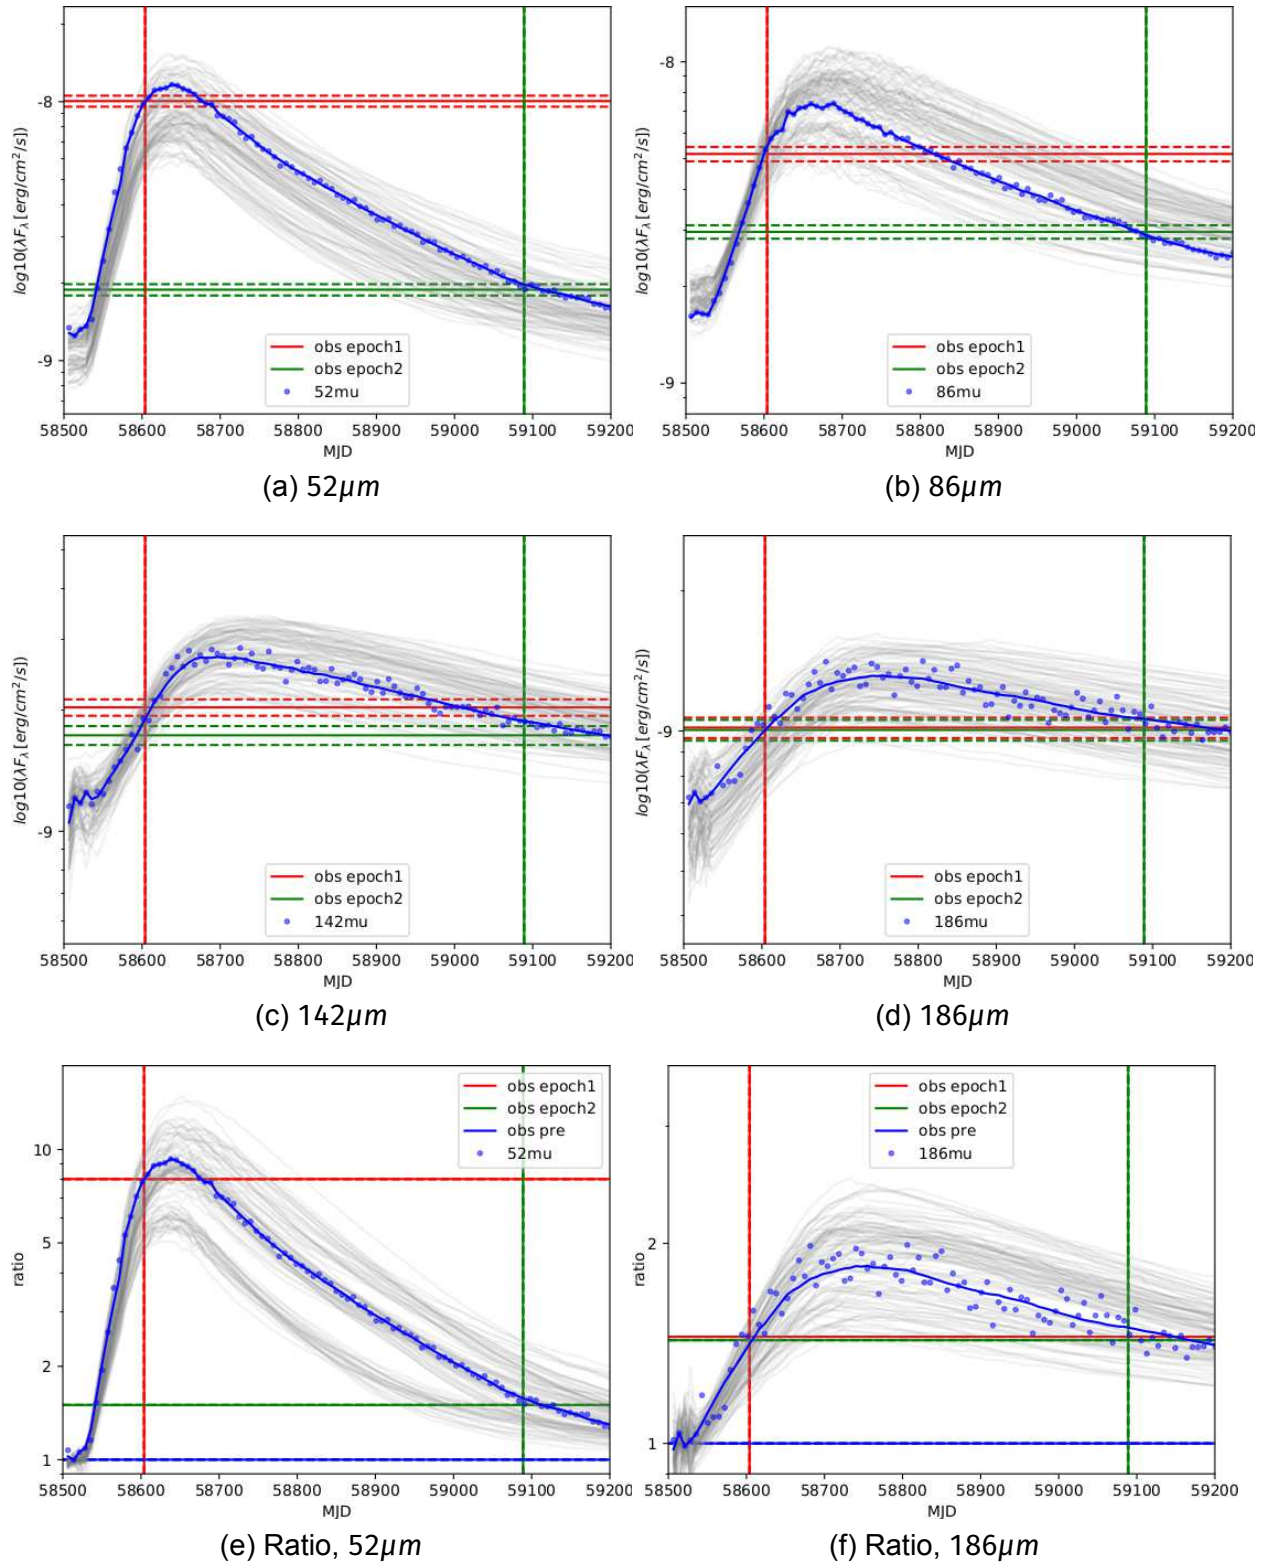 -8
-9
log10(λFλ[erg/cm²/s])
58500 58600 58700 58800 58900 59000 59100 59200
MJD
obs epoch1
obs epoch2
52mu
(a) 52μm
-8
-9
log10(λFλ[erg/cm²/s])
58500 58600 58700 58800 58900 59000 59100 59200
MJD
obs epoch1
obs epoch2
86mu
(b) 86μm
-9
log10(λFλ[erg/cm²/s])
58500 58600 58700 58800 58900 59000 59100 59200
MJD
obs epoch1
obs epoch2
142mu
(c) 142μm
-9
log10(λFλ[erg/cm²/s])
58500 58600 58700 58800 58900 59000 59100 59200
MJD
obs epoch1
obs epoch2
186mu
(d) 186μm
10
5
2
1
ratio
58500 58600 58700 58800 58900 59000 59100 59200
MJD
obs epoch1
obs epoch2
obs pre
52mu
(e) Ratio, 52μm
2
1
ratio
58500 58600 58700 58800 58900 59000 59100 59200
MJD
obs epoch1
obs epoch2
obs pre
186mu
(f) Ratio, 186μm